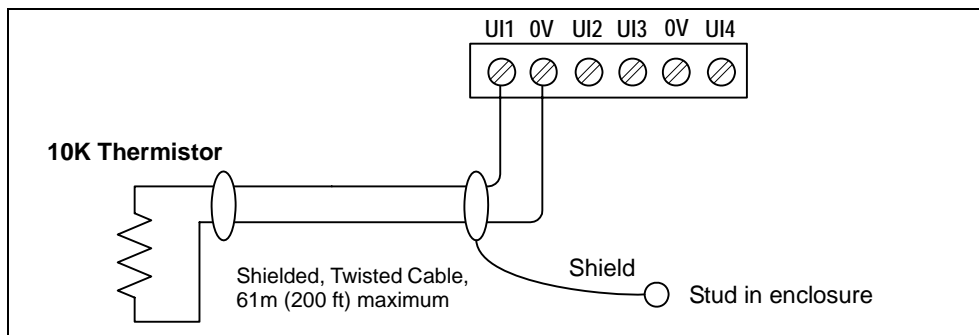 UI1 0V UI2 UI3 0V UI4
10K Thermistor
Shielded, Twisted Cable,
61m (200 ft) maximum
Shield
Stud in enclosure